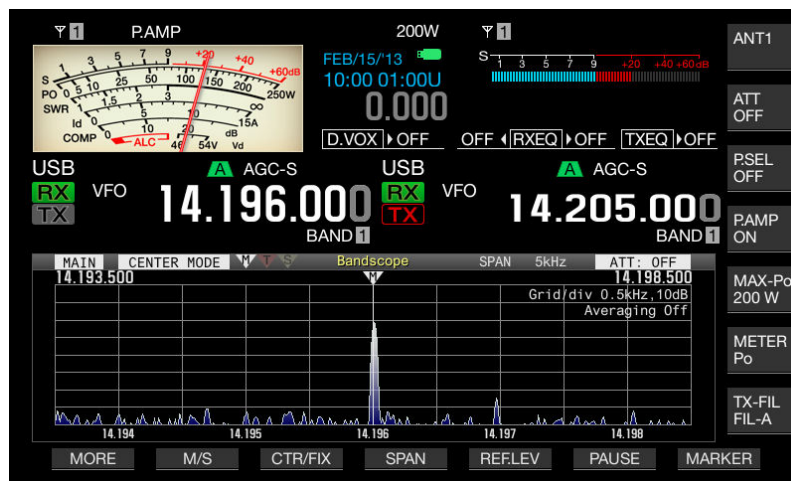 1 P.AMP 200W 1 ANT1
FEB/15/'13
10:00 01:00U
0.000
D.VOX OFF
S 1 3 5 7 9 +20 +40 +60dB
PO 0 5 10 25 50 100 150 200 250W
SWR 1 1.5 2 3 ∞
Id 0 5 10 15A
COMP 0 10 20 dB
ALC 46 54V Vd
S 1 3 5 7 9 +20 +40 +60dB
OFF RXEQ OFF TXEQ OFF
ATT
OFF
USB A AGC-S USB A AGC-S
RX VFO 14.196.000 RX VFO 14.205.000
TX TX
BAND 1 BAND 1
P.SEL
OFF
P.AMP
ON
MAX-Po
200 W
METER
Po
TX-FIL
FIL-A
MAIN CENTER MODE M T S Bandscope SPAN 5kHz ATT: OFF
14.193.500 M 14.198.500
Grid/div 0.5kHz,10dB
Averaging Off
14.194 14.195 14.196 14.197 14.198
MORE M/S CTR/FIX SPAN REF.LEV PAUSE MARKER